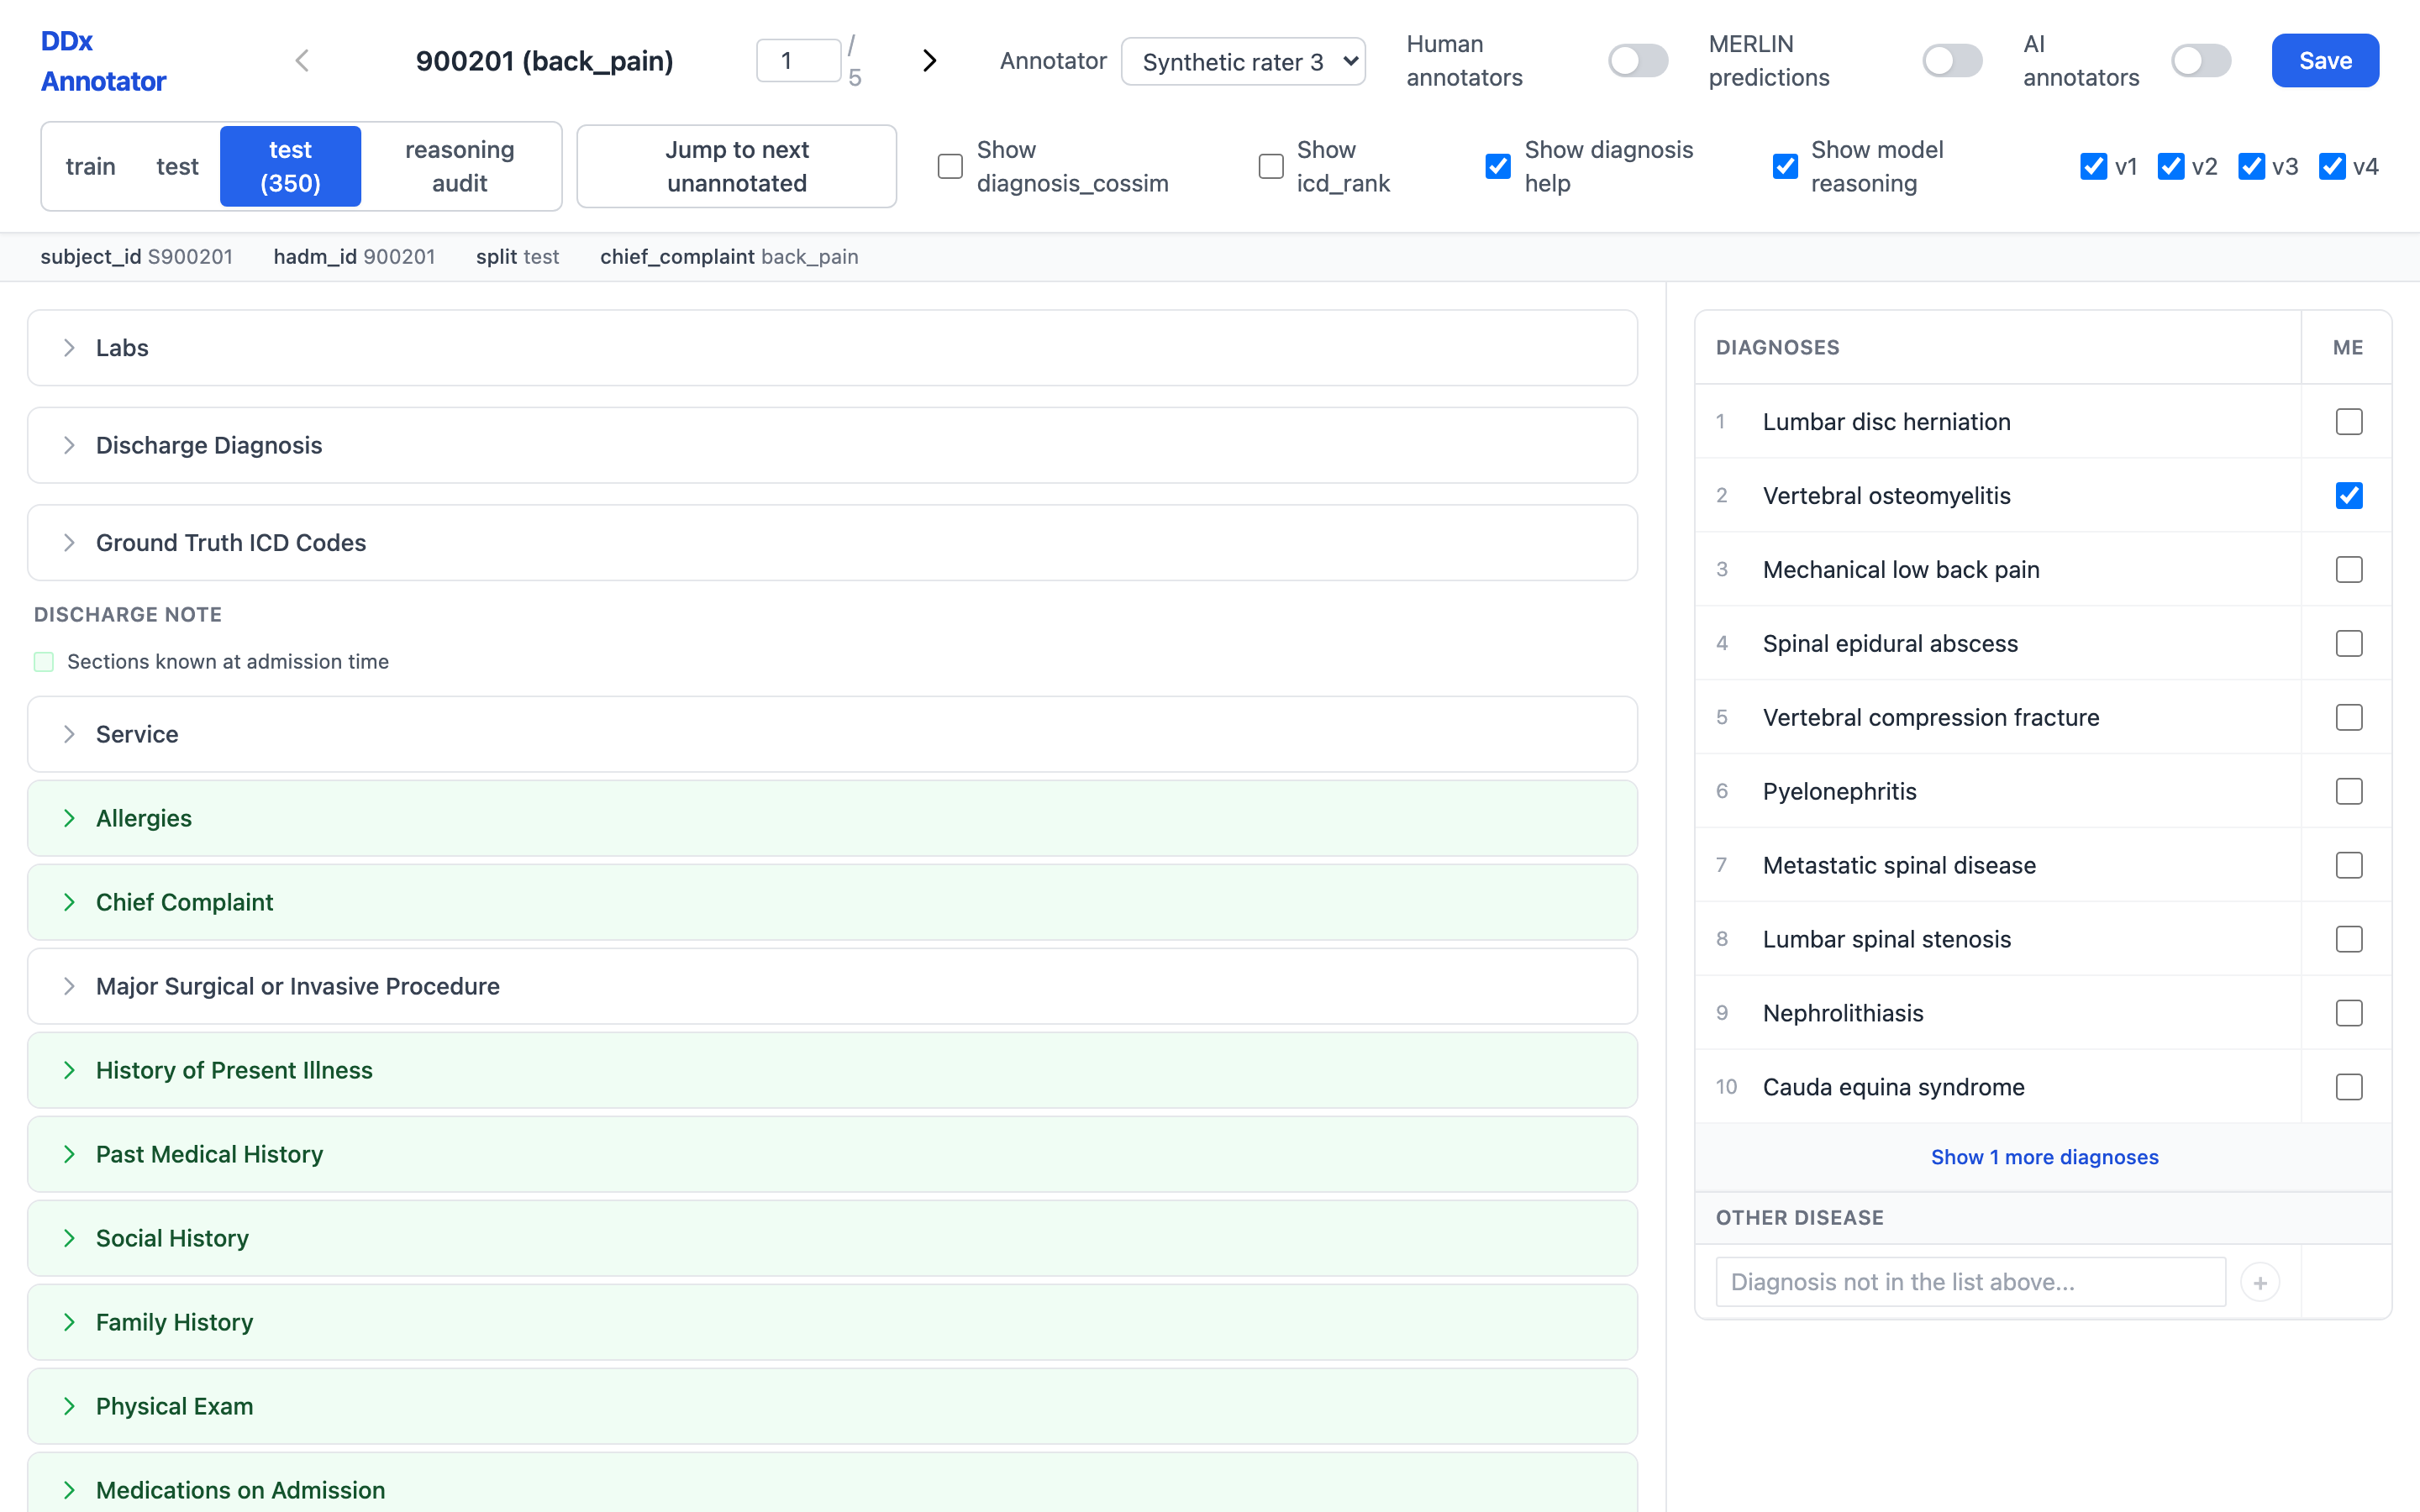 DDx
Annotator
900201 (back_pain)
1
/
5
Annotator
Synthetic rater 3
Human
annotators
MERLIN
predictions
AI
annotators
Save
train
test
test
(350)
reasoning
audit
Jump to next
unannotated
Show
diagnosis_cossim
Show
icd_rank
Show diagnosis
help
Show model
reasoning
v1
v2
v3
v4
subject_id S900201
hadm_id 900201
split test
chief_complaint back_pain
Labs
Discharge Diagnosis
Ground Truth ICD Codes
DISCHARGE NOTE
Sections known at admission time
Service
Allergies
Chief Complaint
Major Surgical or Invasive Procedure
History of Present Illness
Past Medical History
Social History
Family History
Physical Exam
Medications on Admission
DIAGNOSES
ME
1 Lumbar disc herniation
2 Vertebral osteomyelitis
3 Mechanical low back pain
4 Spinal epidural abscess
5 Vertebral compression fracture
6 Pyelonephritis
7 Metastatic spinal disease
8 Lumbar spinal stenosis
9 Nephrolithiasis
10 Cauda equina syndrome
Show 1 more diagnoses
OTHER DISEASE
Diagnosis not in the list above...
+